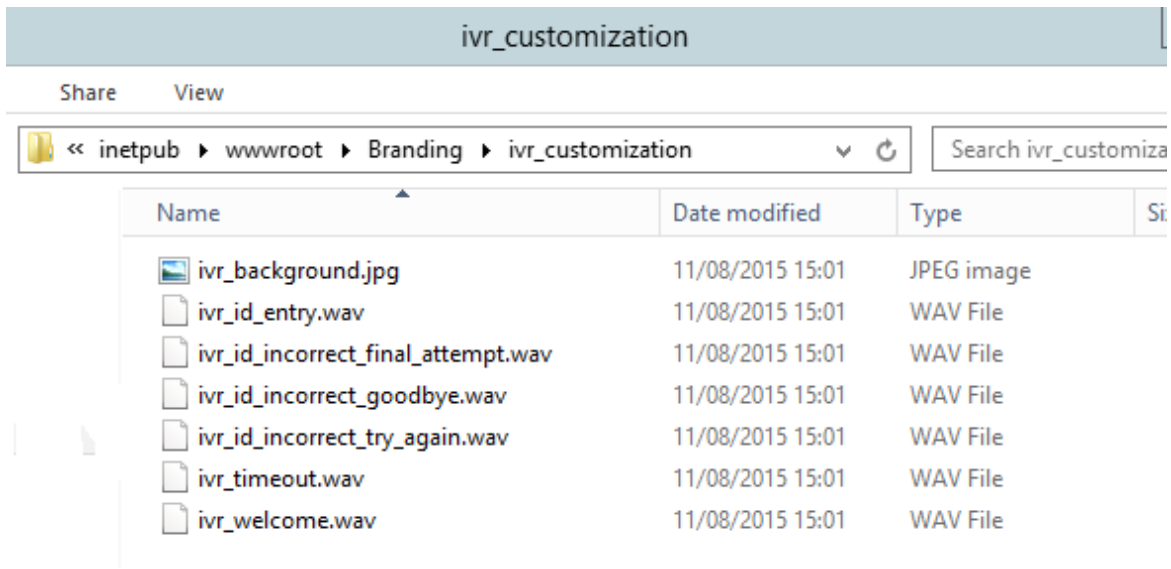 ivr_customization
Share View
« inetpub ▸ wwwroot ▸ Branding ▸ ivr_customization Search ivr_customiza
Name Date modified Type Si
ivr_background.jpg 11/08/2015 15:01 JPEG image
ivr_id_entry.wav 11/08/2015 15:01 WAV File
ivr_id_incorrect_final_attempt.wav 11/08/2015 15:01 WAV File
ivr_id_incorrect_goodbye.wav 11/08/2015 15:01 WAV File
ivr_id_incorrect_try_again.wav 11/08/2015 15:01 WAV File
ivr_timeout.wav 11/08/2015 15:01 WAV File
ivr_welcome.wav 11/08/2015 15:01 WAV File